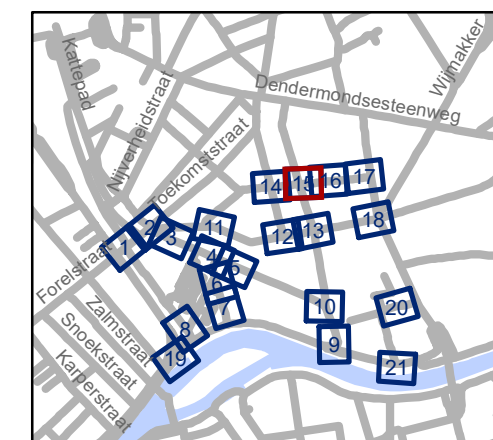 Kattepad
Wijmakker
Nijverheidstraat
Dendermondsesteenweg
Toekomststraat
14
15
16
17
11
18
2
3
1
12
13
4
5
6
Forelstraat
7
10
20
8
9
19
21
Zalmstraat
Snoekstraat
Karperstraat